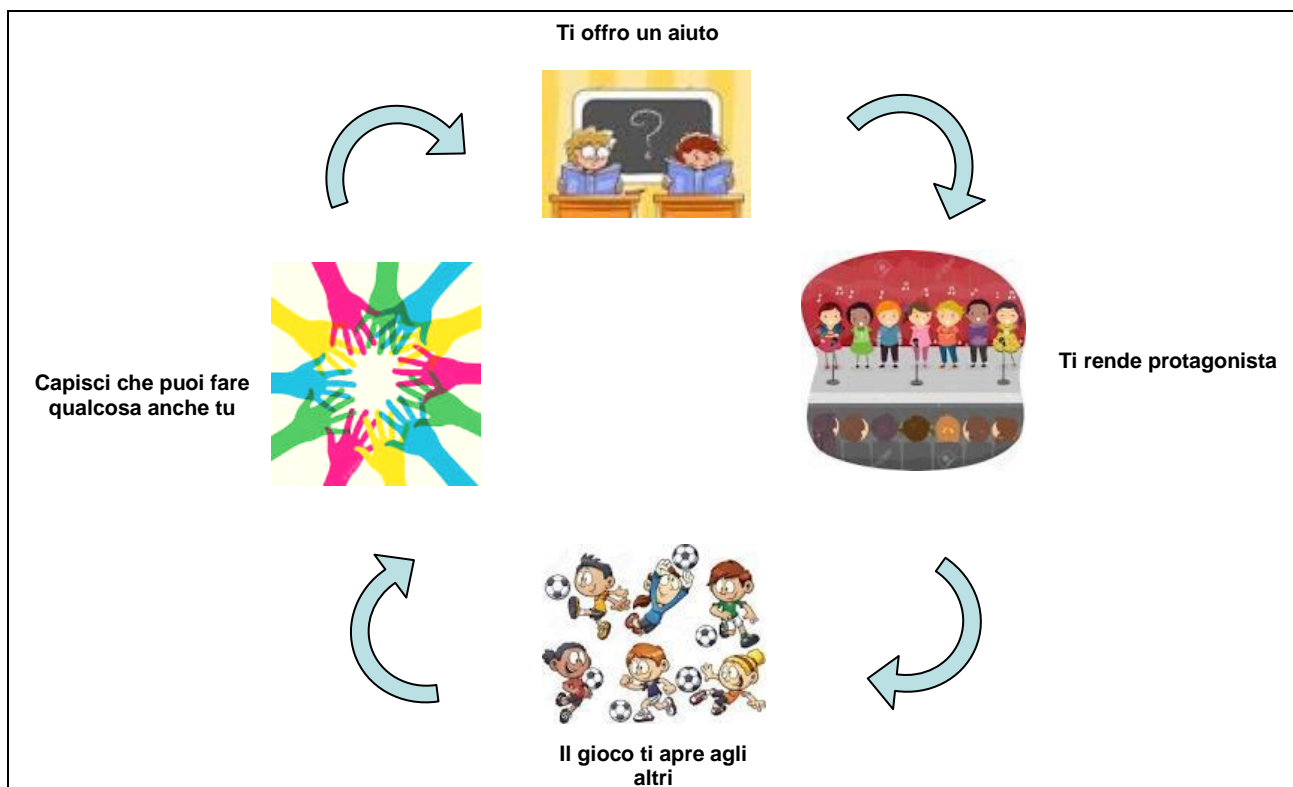 Ti offro un aiuto
Ti rende protagonista
Capisci che puoi fare
qualcosa anche tu
Il gioco ti apre agli
altri